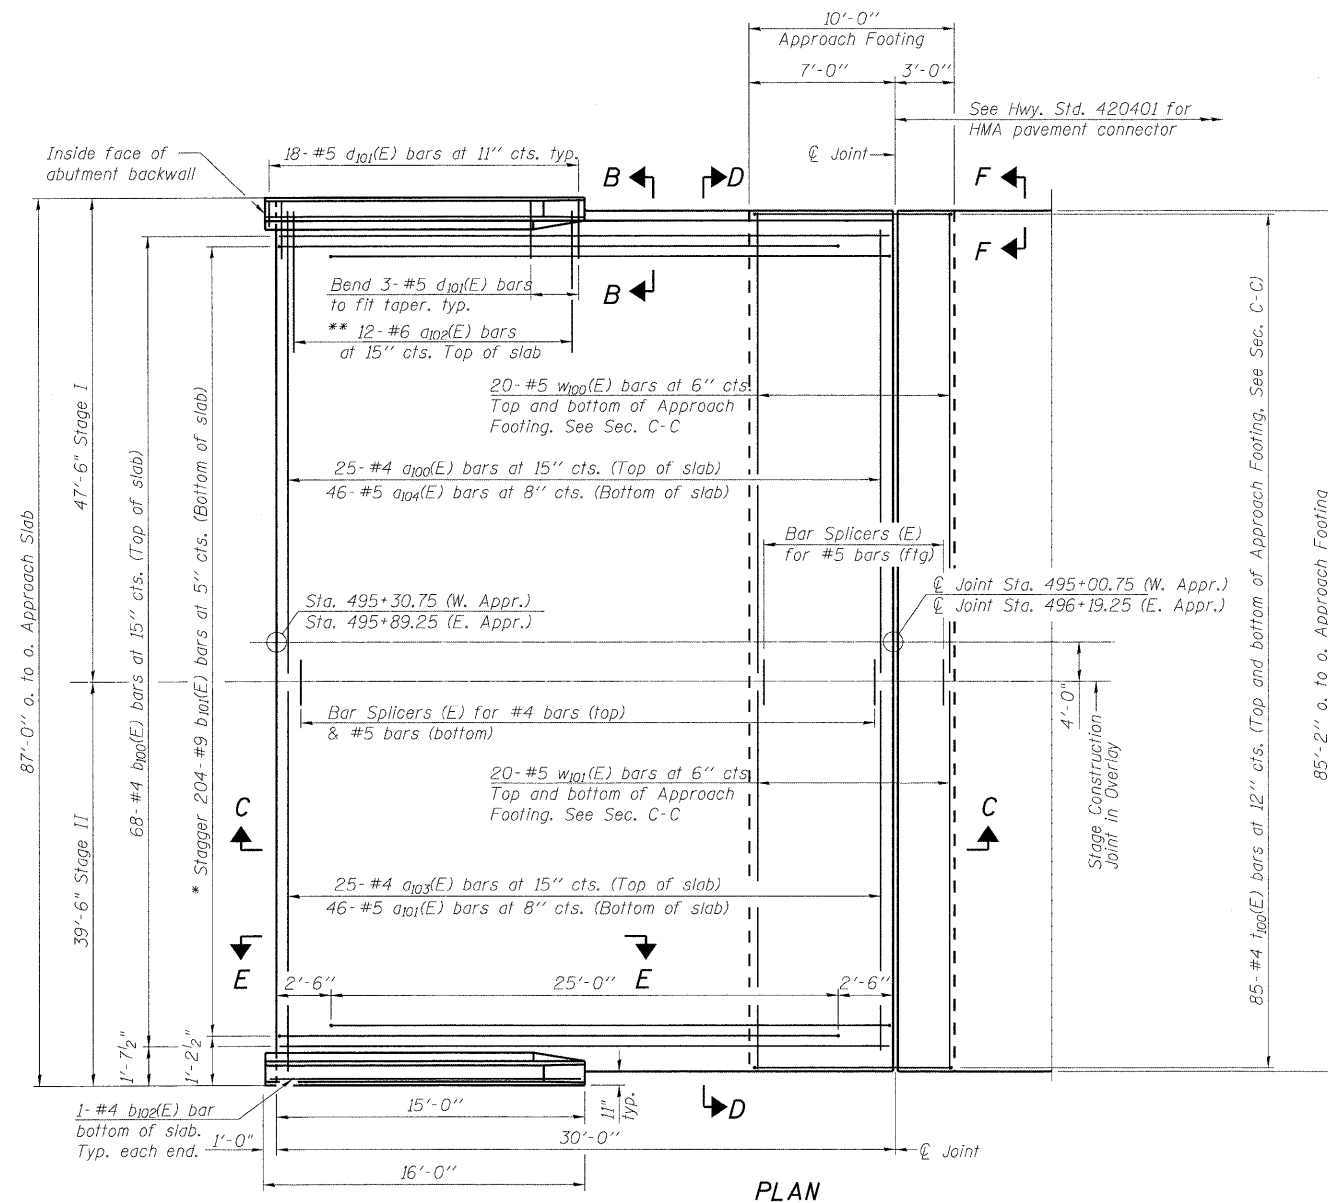 10'-0"
Approach Footing
7'-0"
3'-0"
See Hwy. Std. 420401 for
HMA pavement connector
℄ Joint
Inside face of
abutment backwall
18-#5 d101(E) bars at 11" cts. typ.
B
D
F
F
B
Bend 3-#5 d101(E) bars
to fit taper. typ.
** 12-#6 a102(E) bars
at 15" cts. Top of slab
20-#5 w100(E) bars at 6" cts.
Top and bottom of Approach
Footing. See Sec. C-C
25-#4 a100(E) bars at 15" cts. (Top of slab)
46-#5 a104(E) bars at 8" cts. (Bottom of slab)
Bar Splicers (E)
for #5 bars (ftg)
Sta. 495+30.75 (W. Appr.)
Sta. 495+89.25 (E. Appr.)
℄ Joint Sta. 495+00.75 (W. Appr.)
℄ Joint Sta. 496+19.25 (E. Appr.)
87'-0" o. to o. Approach Slab
47'-6" Stage I
39'-6" Stage II
68-#4 b100(E) bars at 15" cts. (Top of slab)
* Stagger 204-#9 b101(E) bars at 5" cts. (Bottom of slab)
Bar Splicers (E) for #4 bars (top)
& #5 bars (bottom)
4'-0"
Stage Construction
Joint in Overlay
85-#4 t100(E) bars at 12" cts. (Top and bottom of Approach Footing, See Sec. C-C)
85'-2" o. to o. Approach Footing
20-#5 w101(E) bars at 6" cts.
Top and bottom of Approach
Footing. See Sec. C-C
C
C
25-#4 a103(E) bars at 15" cts. (Top of slab)
46-#5 a101(E) bars at 8" cts. (Bottom of slab)
E
E
2'-6"
25'-0"
2'-6"
1'-7½"
1'-2½"
1-#4 b102(E) bar
bottom of slab.
Typ. each end.
15'-0"
11"
typ.
D
1'-0"
30'-0"
℄ Joint
16'-0"
PLAN